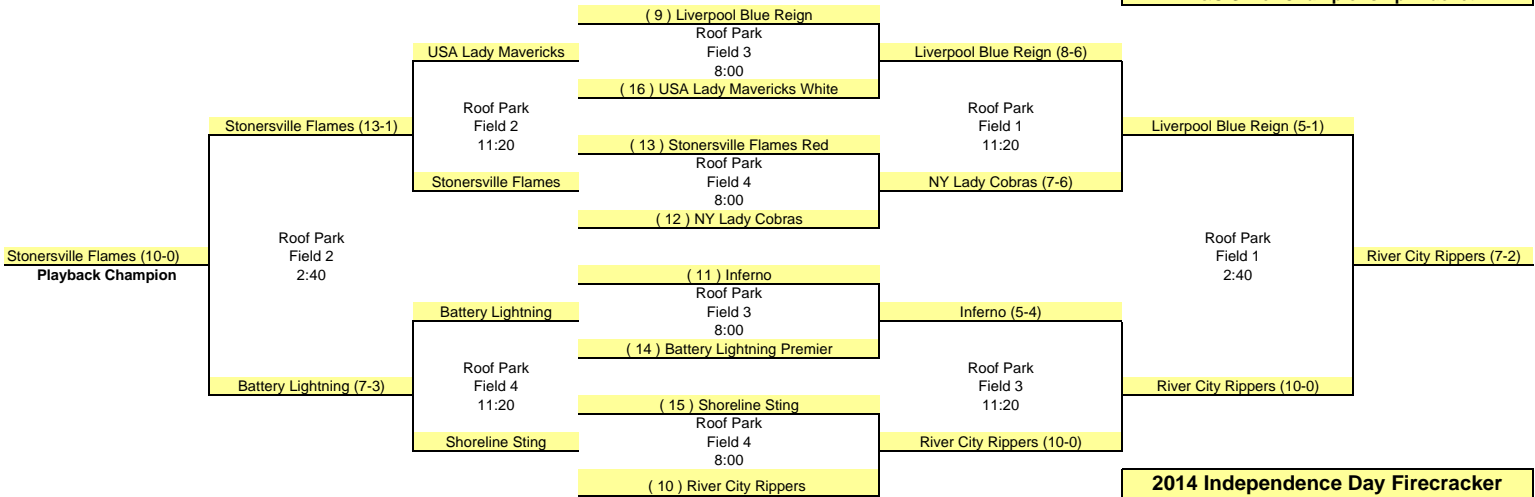 ( 9 ) Liverpool Blue Reign
Roof Park
USA Lady Mavericks
Field 3
Liverpool Blue Reign (8-6)
8:00
( 16 ) USA Lady Mavericks White
Roof Park
Field 2
11:20
Roof Park
Field 1
11:20
Stonersville Flames (13-1)
Liverpool Blue Reign (5-1)
( 13 ) Stonersville Flames Red
Roof Park
Stonersville Flames
Field 4
NY Lady Cobras (7-6)
8:00
( 12 ) NY Lady Cobras
Roof Park
Field 2
2:40
Roof Park
Field 1
2:40
Stonersville Flames (10-0)
Playback Champion
River City Rippers (7-2)
( 11 ) Inferno
Roof Park
Battery Lightning
Field 3
Inferno (5-4)
8:00
( 14 ) Battery Lightning Premier
Roof Park
Field 4
11:20
Roof Park
Field 3
11:20
Battery Lightning (7-3)
River City Rippers (10-0)
( 15 ) Shoreline Sting
Roof Park
Shoreline Sting
Field 4
River City Rippers (10-0)
8:00
( 10 ) River City Rippers
2014 Independence Day Firecracker